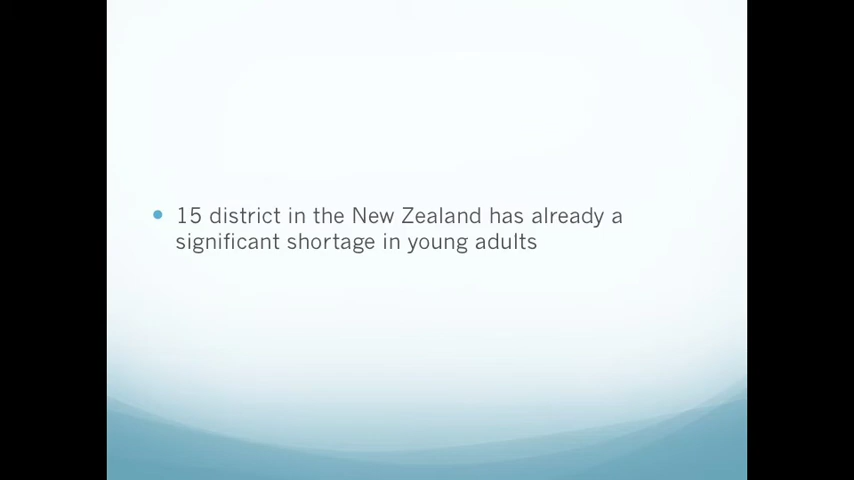 15 district in the New Zealand has already a
significant shortage in young adults